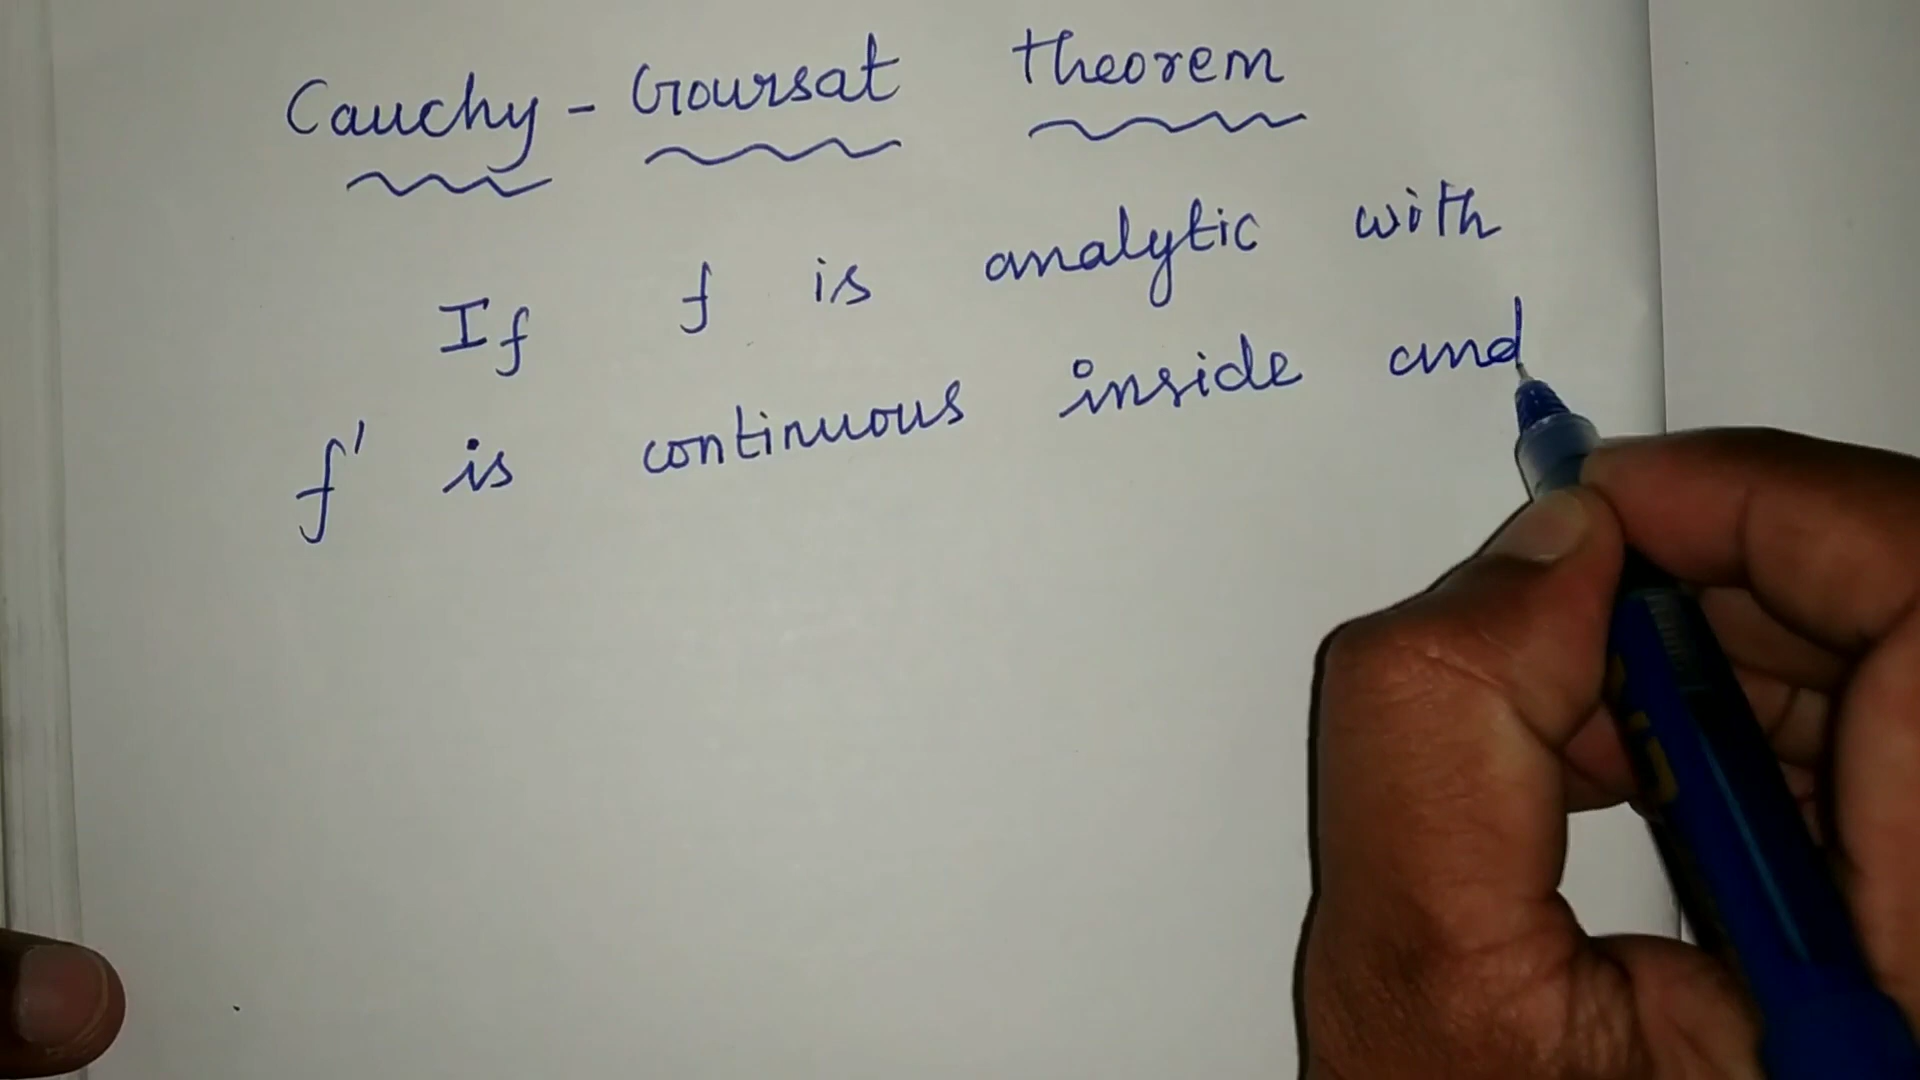 Cauchy - Goursat theorem
If f is analytic with
f' is continuous inside and